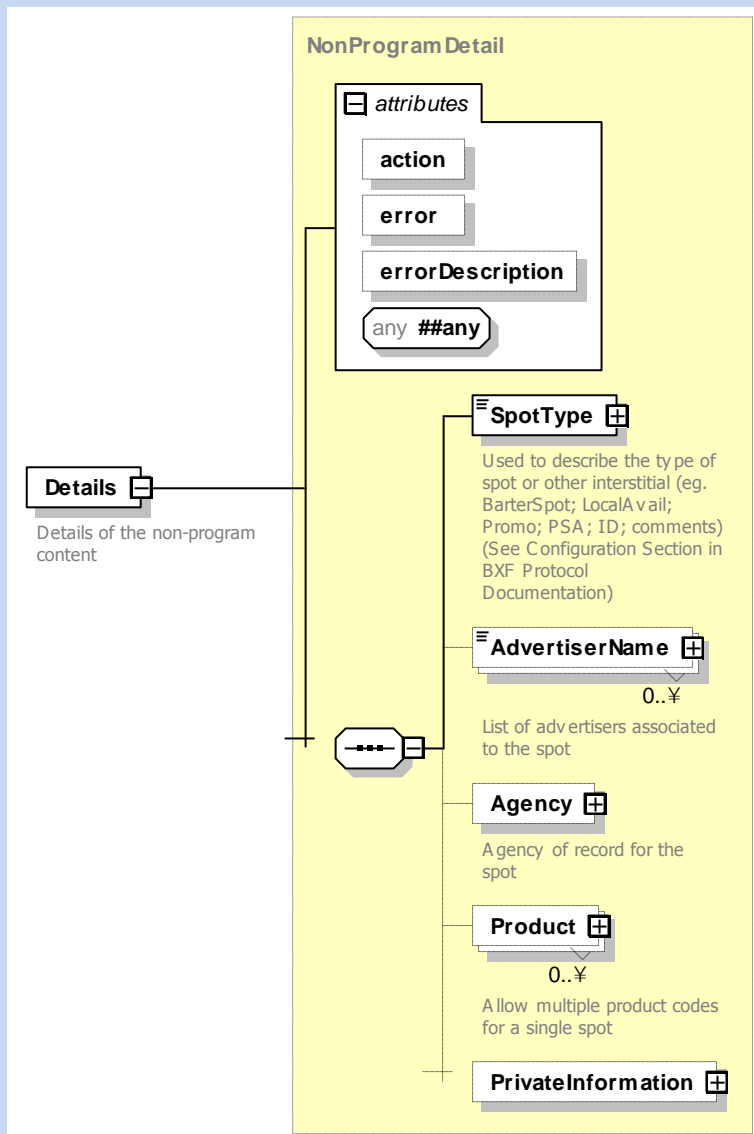 NonProgramDetail
attributes
action
error
errorDescription
any ##any
SpotType
Used to describe the type of
spot or other interstitial (eg.
BarterSpot; LocalAvail;
Promo; PSA; ID; comments)
(See Configuration Section in
BXF Protocol
Documentation)
Details
Details of the non-program
content
AdvertiserName
0..¥
List of advertisers associated
to the spot
Agency
Agency of record for the
spot
Product
0..¥
Allow multiple product codes
for a single spot
PrivateInformation